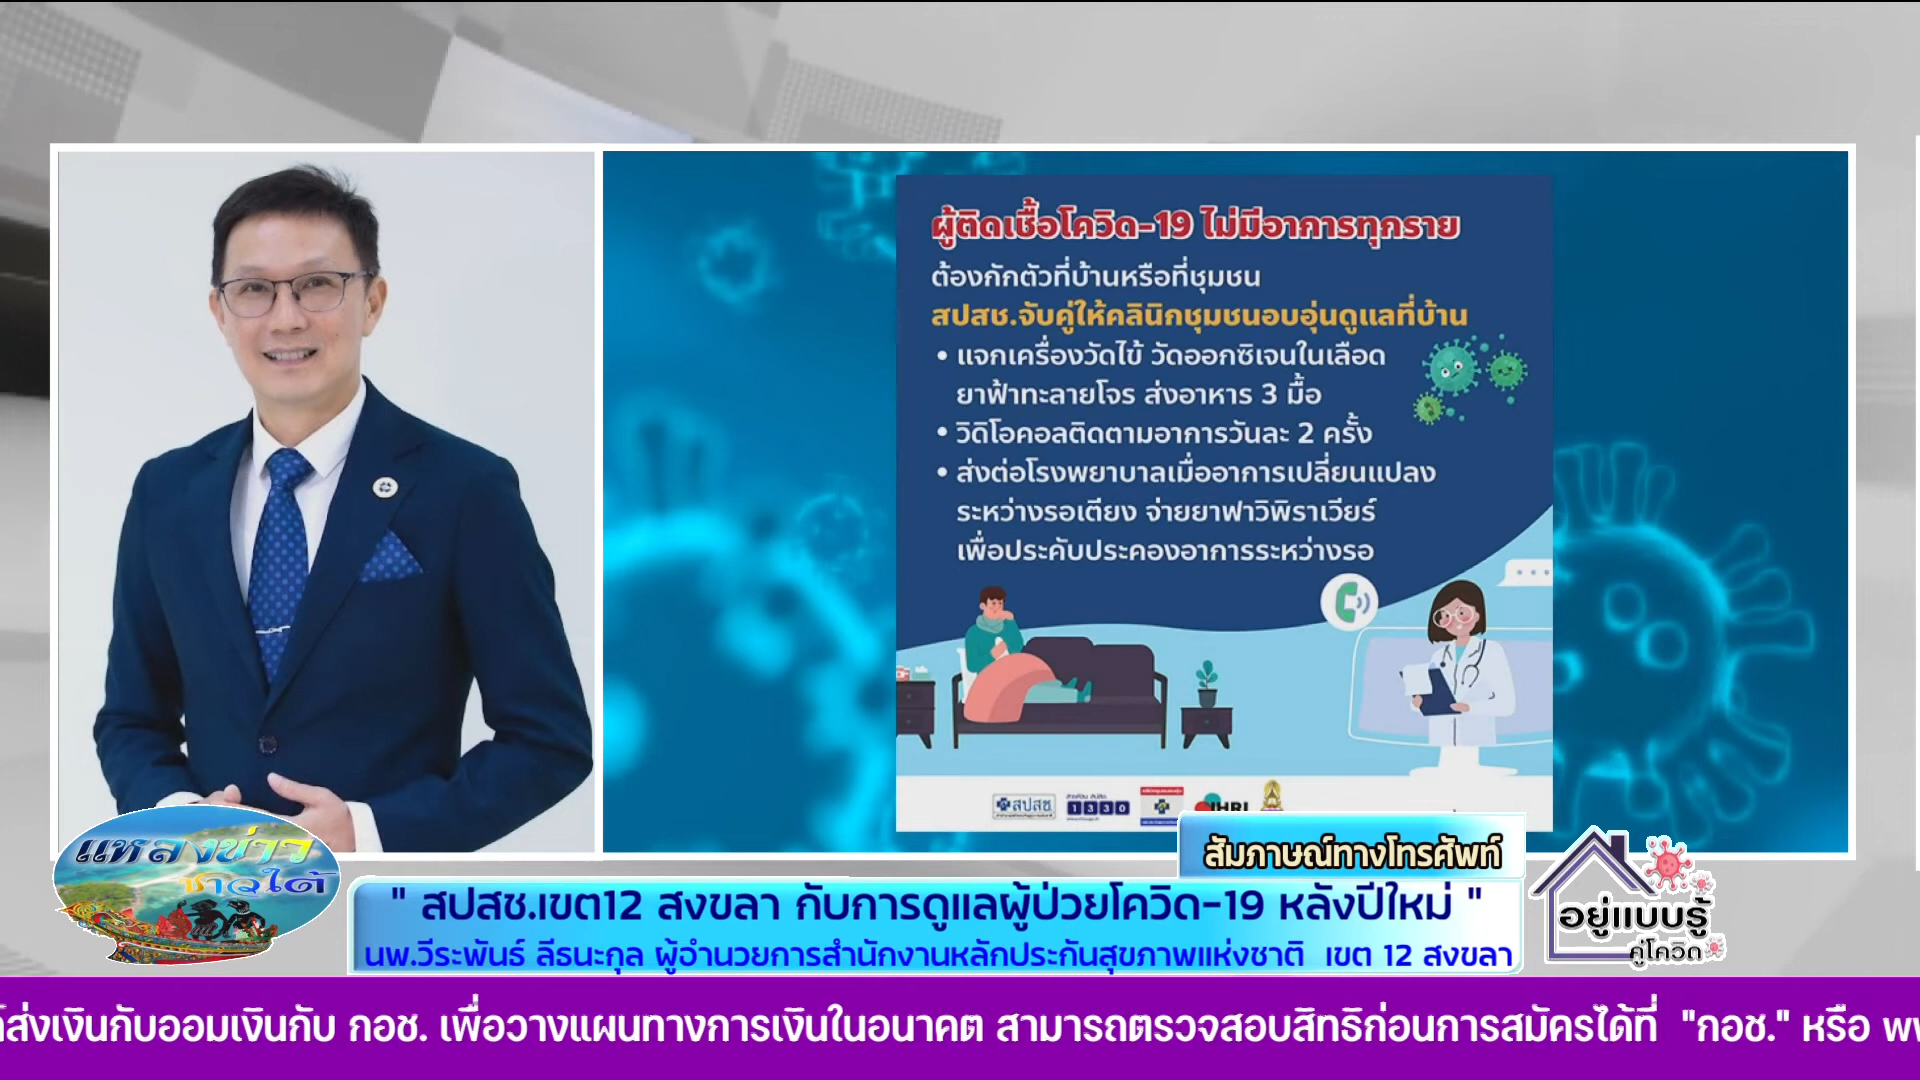 ผู้ติดเชื้อโควิด-19 ไม่มีอาการทุกราย
ต้องกักตัวที่บ้านหรือที่ชุมชน
สปสช.จับคู่ให้คลินิกชุมชนอบอุ่นดูแลที่บ้าน
• แจกเครื่องวัดไข้ วัดออกซิเจนในเลือด
ยาฟ้าทะลายโจร ส่งอาหาร 3 มื้อ
• วิดิโอคอลติดตามอาการวันละ 2 ครั้ง
• ส่งต่อโรงพยาบาลเมื่ออาการเปลี่ยนแปลง
ระหว่างรอเตียง จ่ายยาฟาวิพิราเวียร์
เพื่อประคับประคองอาการระหว่างรอ
สปสช.
1330
IHRI
สัมภาษณ์ทางโทรศัพท์
แหลงข่าว
ชาวใต้
" สปสช.เขต12 สงขลา กับการดูแลผู้ป่วยโควิด-19 หลังปีใหม่ "
นพ.วีระพันธ์ ลีธนะกุล ผู้อำนวยการสำนักงานหลักประกันสุขภาพแห่งชาติ เขต 12 สงขลา
อยู่แบบรู้
คู่โควิด
ส่งเงินกับออมเงินกับ กอช. เพื่อวางแผนทางการเงินในอนาคต สามารถตรวจสอบสิทธิก่อนการสมัครได้ที่ "กอช." หรือ